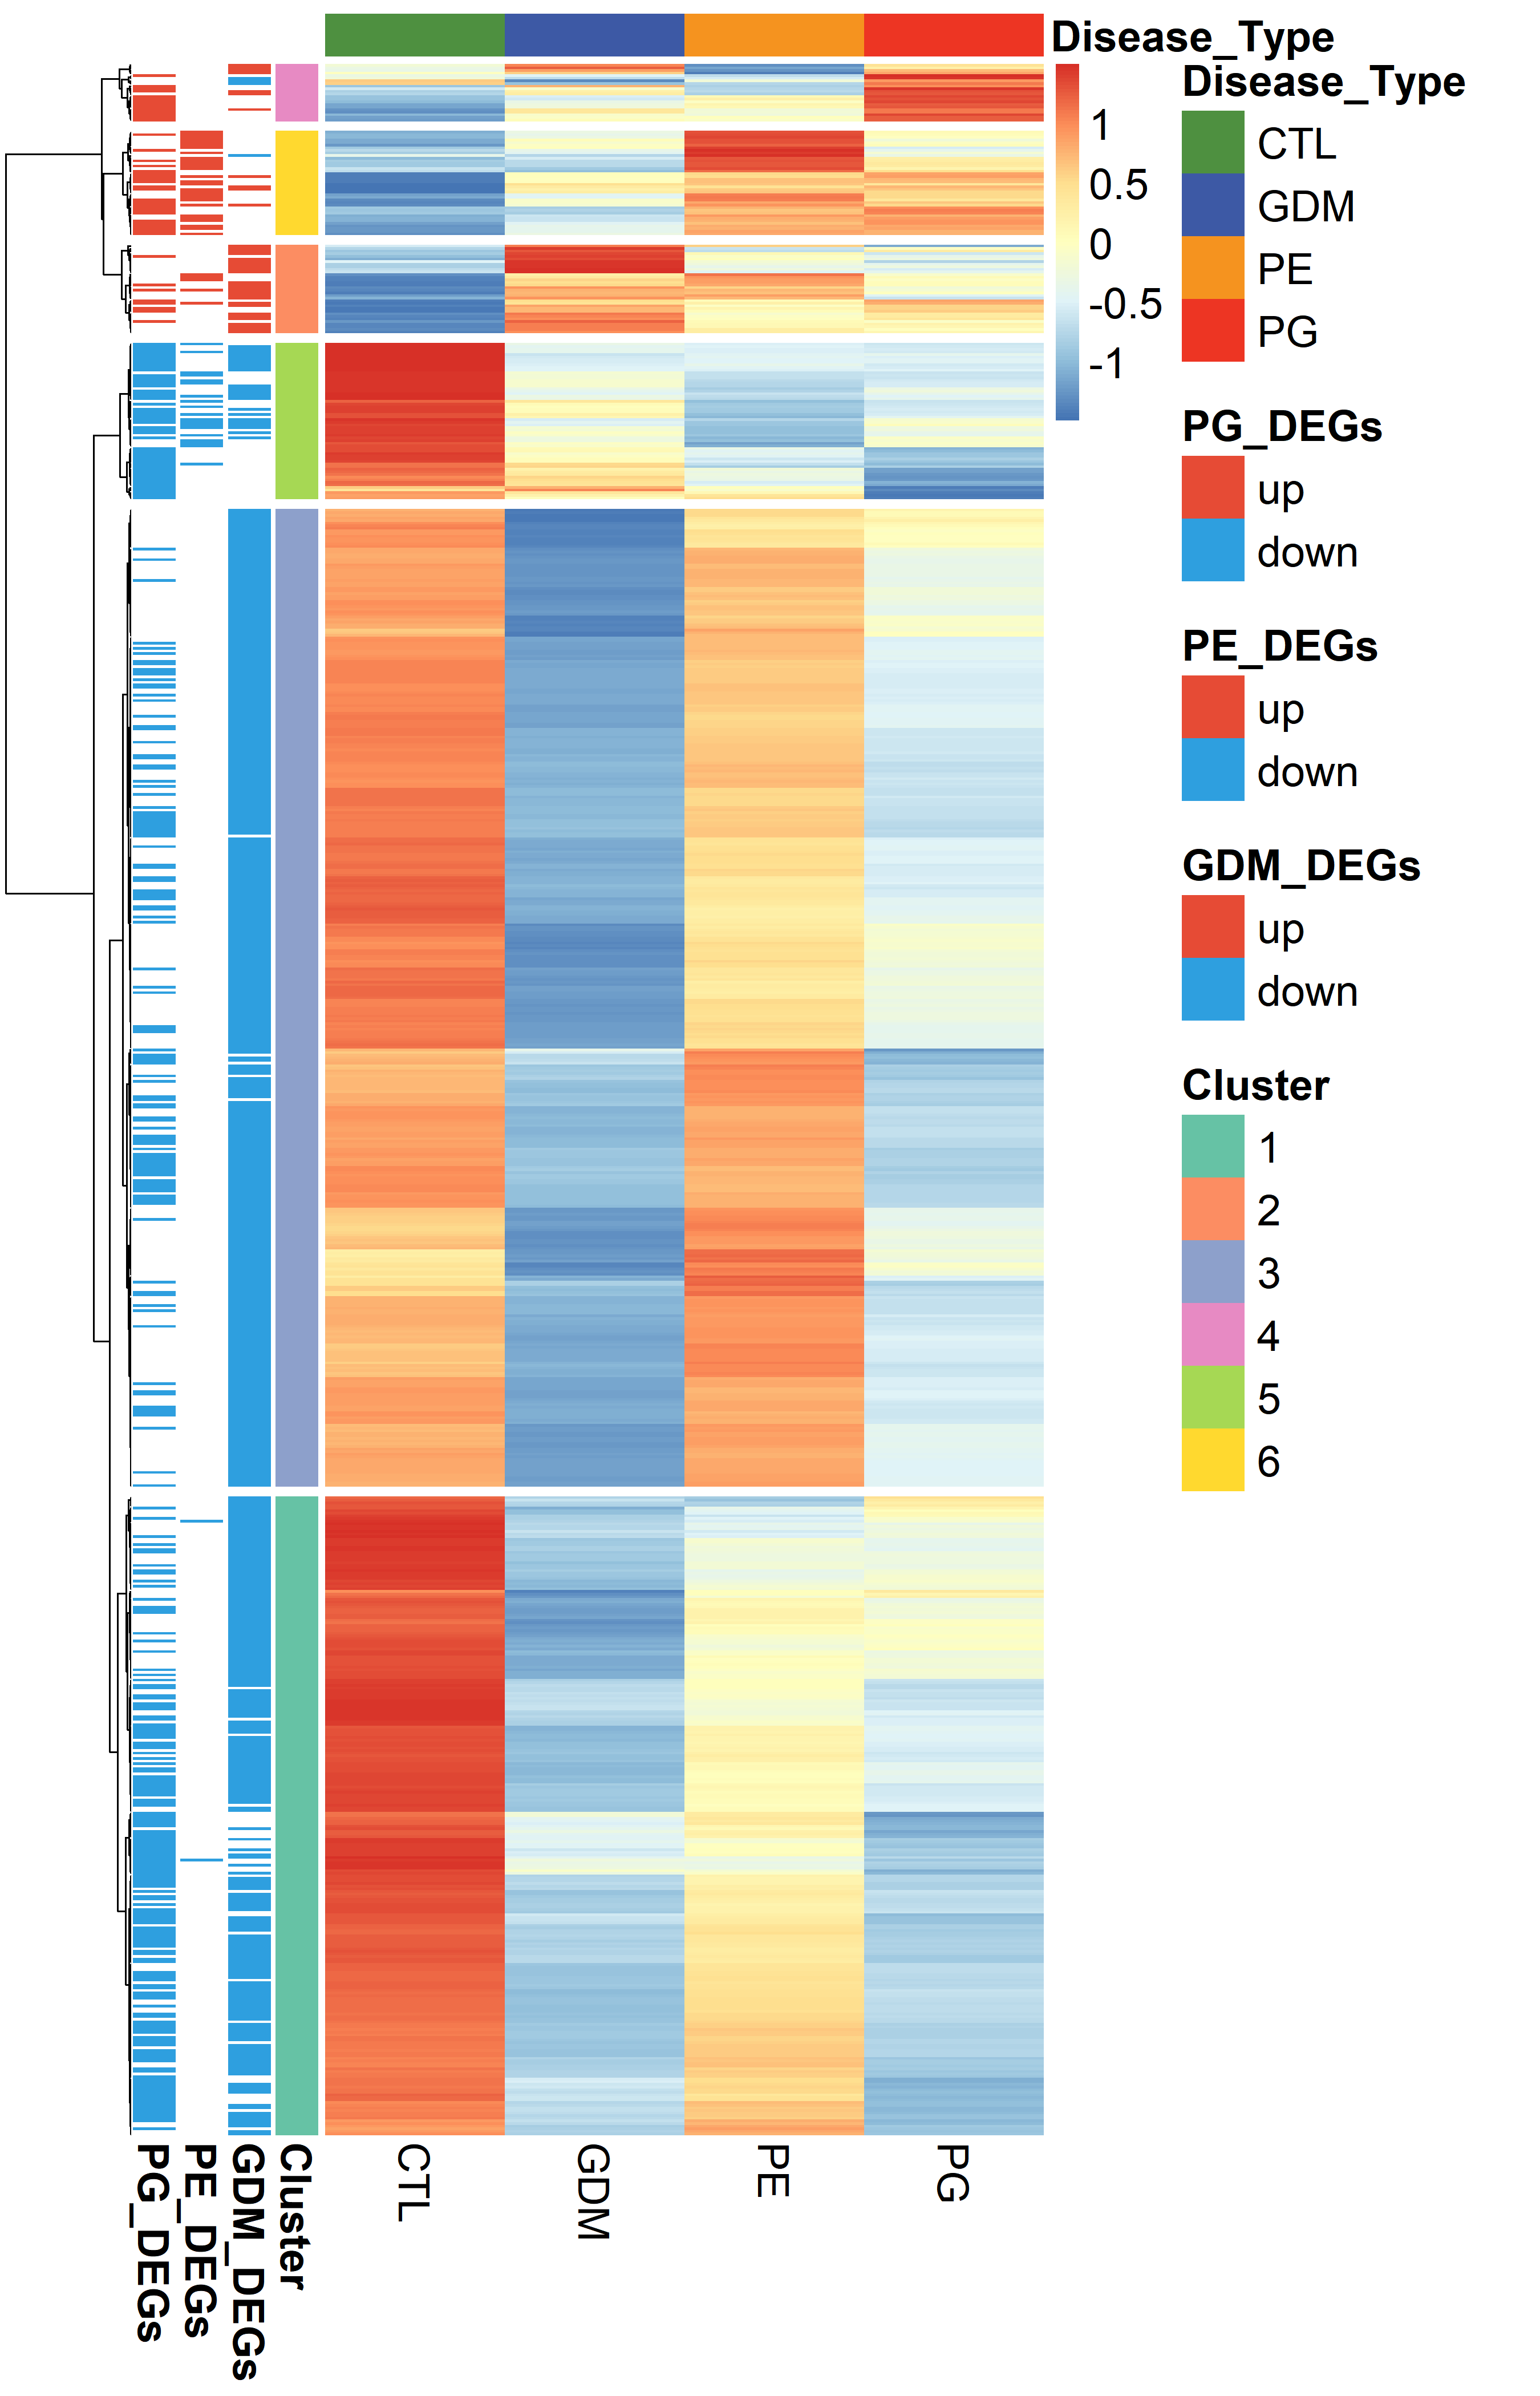 Disease_Type
1
0.5
0
-0.5
-1
Disease_Type
CTL
GDM
PE
PG
PG_DEGs
up
down
PE_DEGs
up
down
GDM_DEGs
up
down
Cluster
1
2
3
4
5
6
PG_DEGs
PE_DEGs
GDM_DEGs
Cluster
CTL
GDM
PE
PG